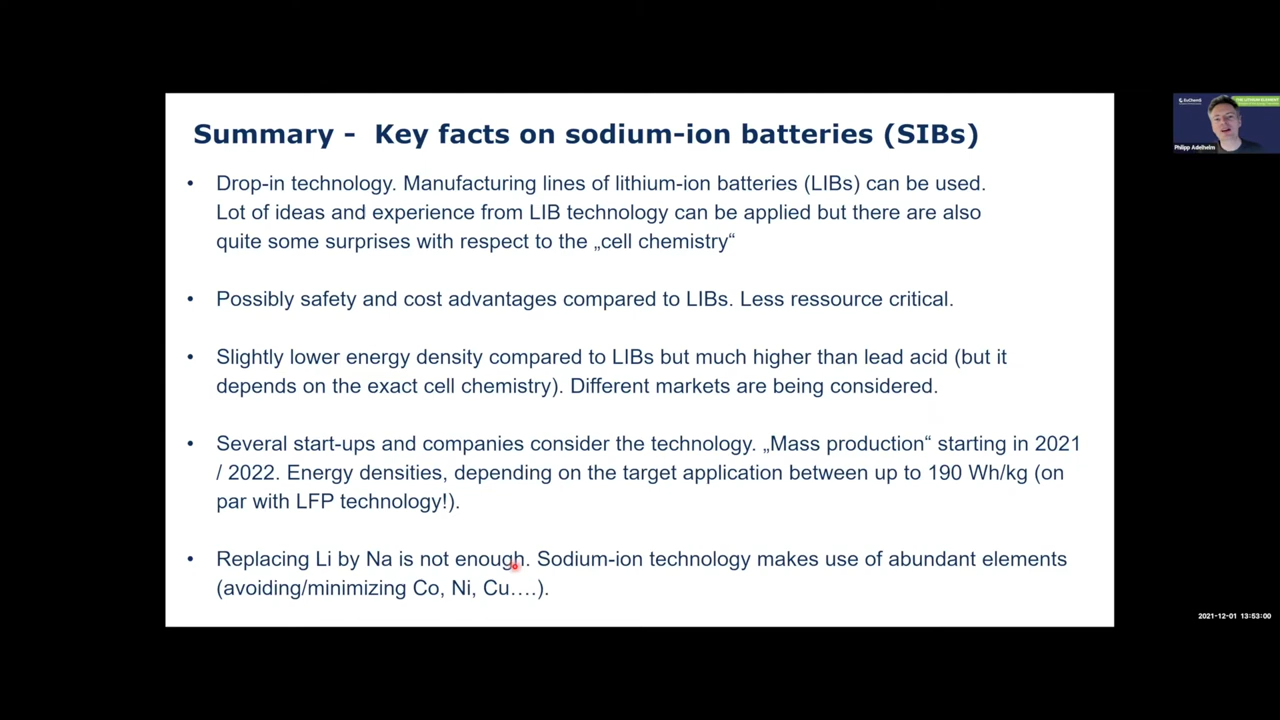 Summary - Key facts on sodium-ion batteries (SIBs)
• Drop-in technology. Manufacturing lines of lithium-ion batteries (LIBs) can be used.
Lot of ideas and experience from LIB technology can be applied but there are also
quite some surprises with respect to the „cell chemistry“
• Possibly safety and cost advantages compared to LIBs. Less ressource critical.
• Slightly lower energy density compared to LIBs but much higher than lead acid (but it
depends on the exact cell chemistry). Different markets are being considered.
• Several start-ups and companies consider the technology. „Mass production“ starting in 2021
/ 2022. Energy densities, depending on the target application between up to 190 Wh/kg (on
par with LFP technology!).
• Replacing Li by Na is not enough. Sodium-ion technology makes use of abundant elements
(avoiding/minimizing Co, Ni, Cu….).
EuChemS
Philipp Adelhelm
2021-12-01 13:53:00